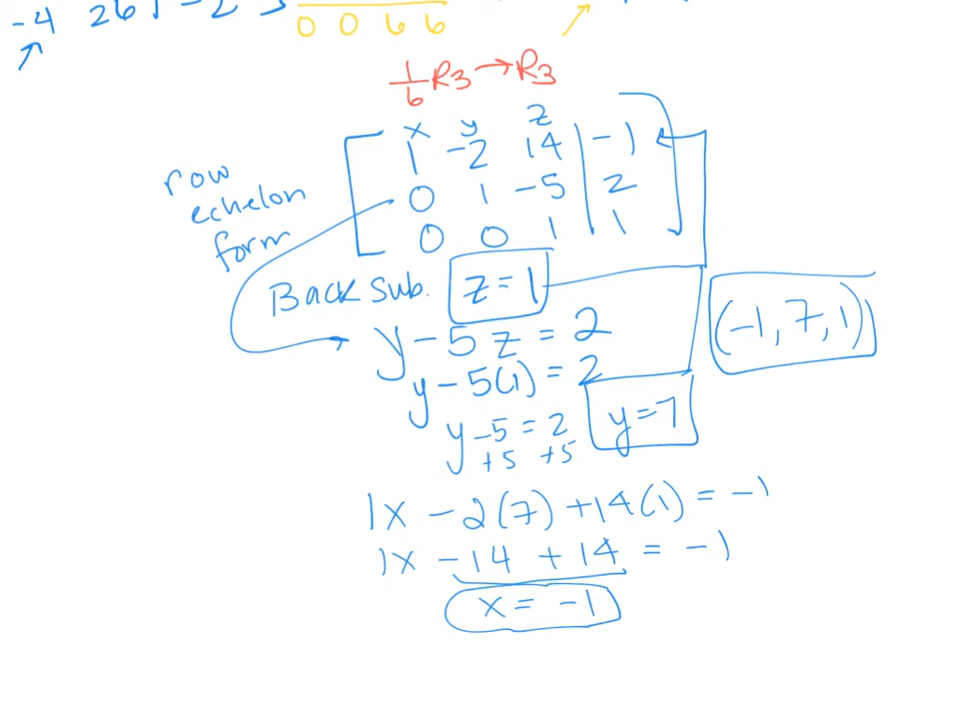 -4 26 | -2
0 0 6 6
1/6 R3 → R3
x y z
1 -2 14 | -1
0 1 -5 | 2
0 0 1 | 1
row
echelon
form
Back sub. z = 1
y - 5 z = 2
y - 5(1) = 2
y - 5 = 2
+5 +5
y = 7
(-1, 7, 1)
1x - 2(7) + 14(1) = -1
1x - 14 + 14 = -1
x = -1